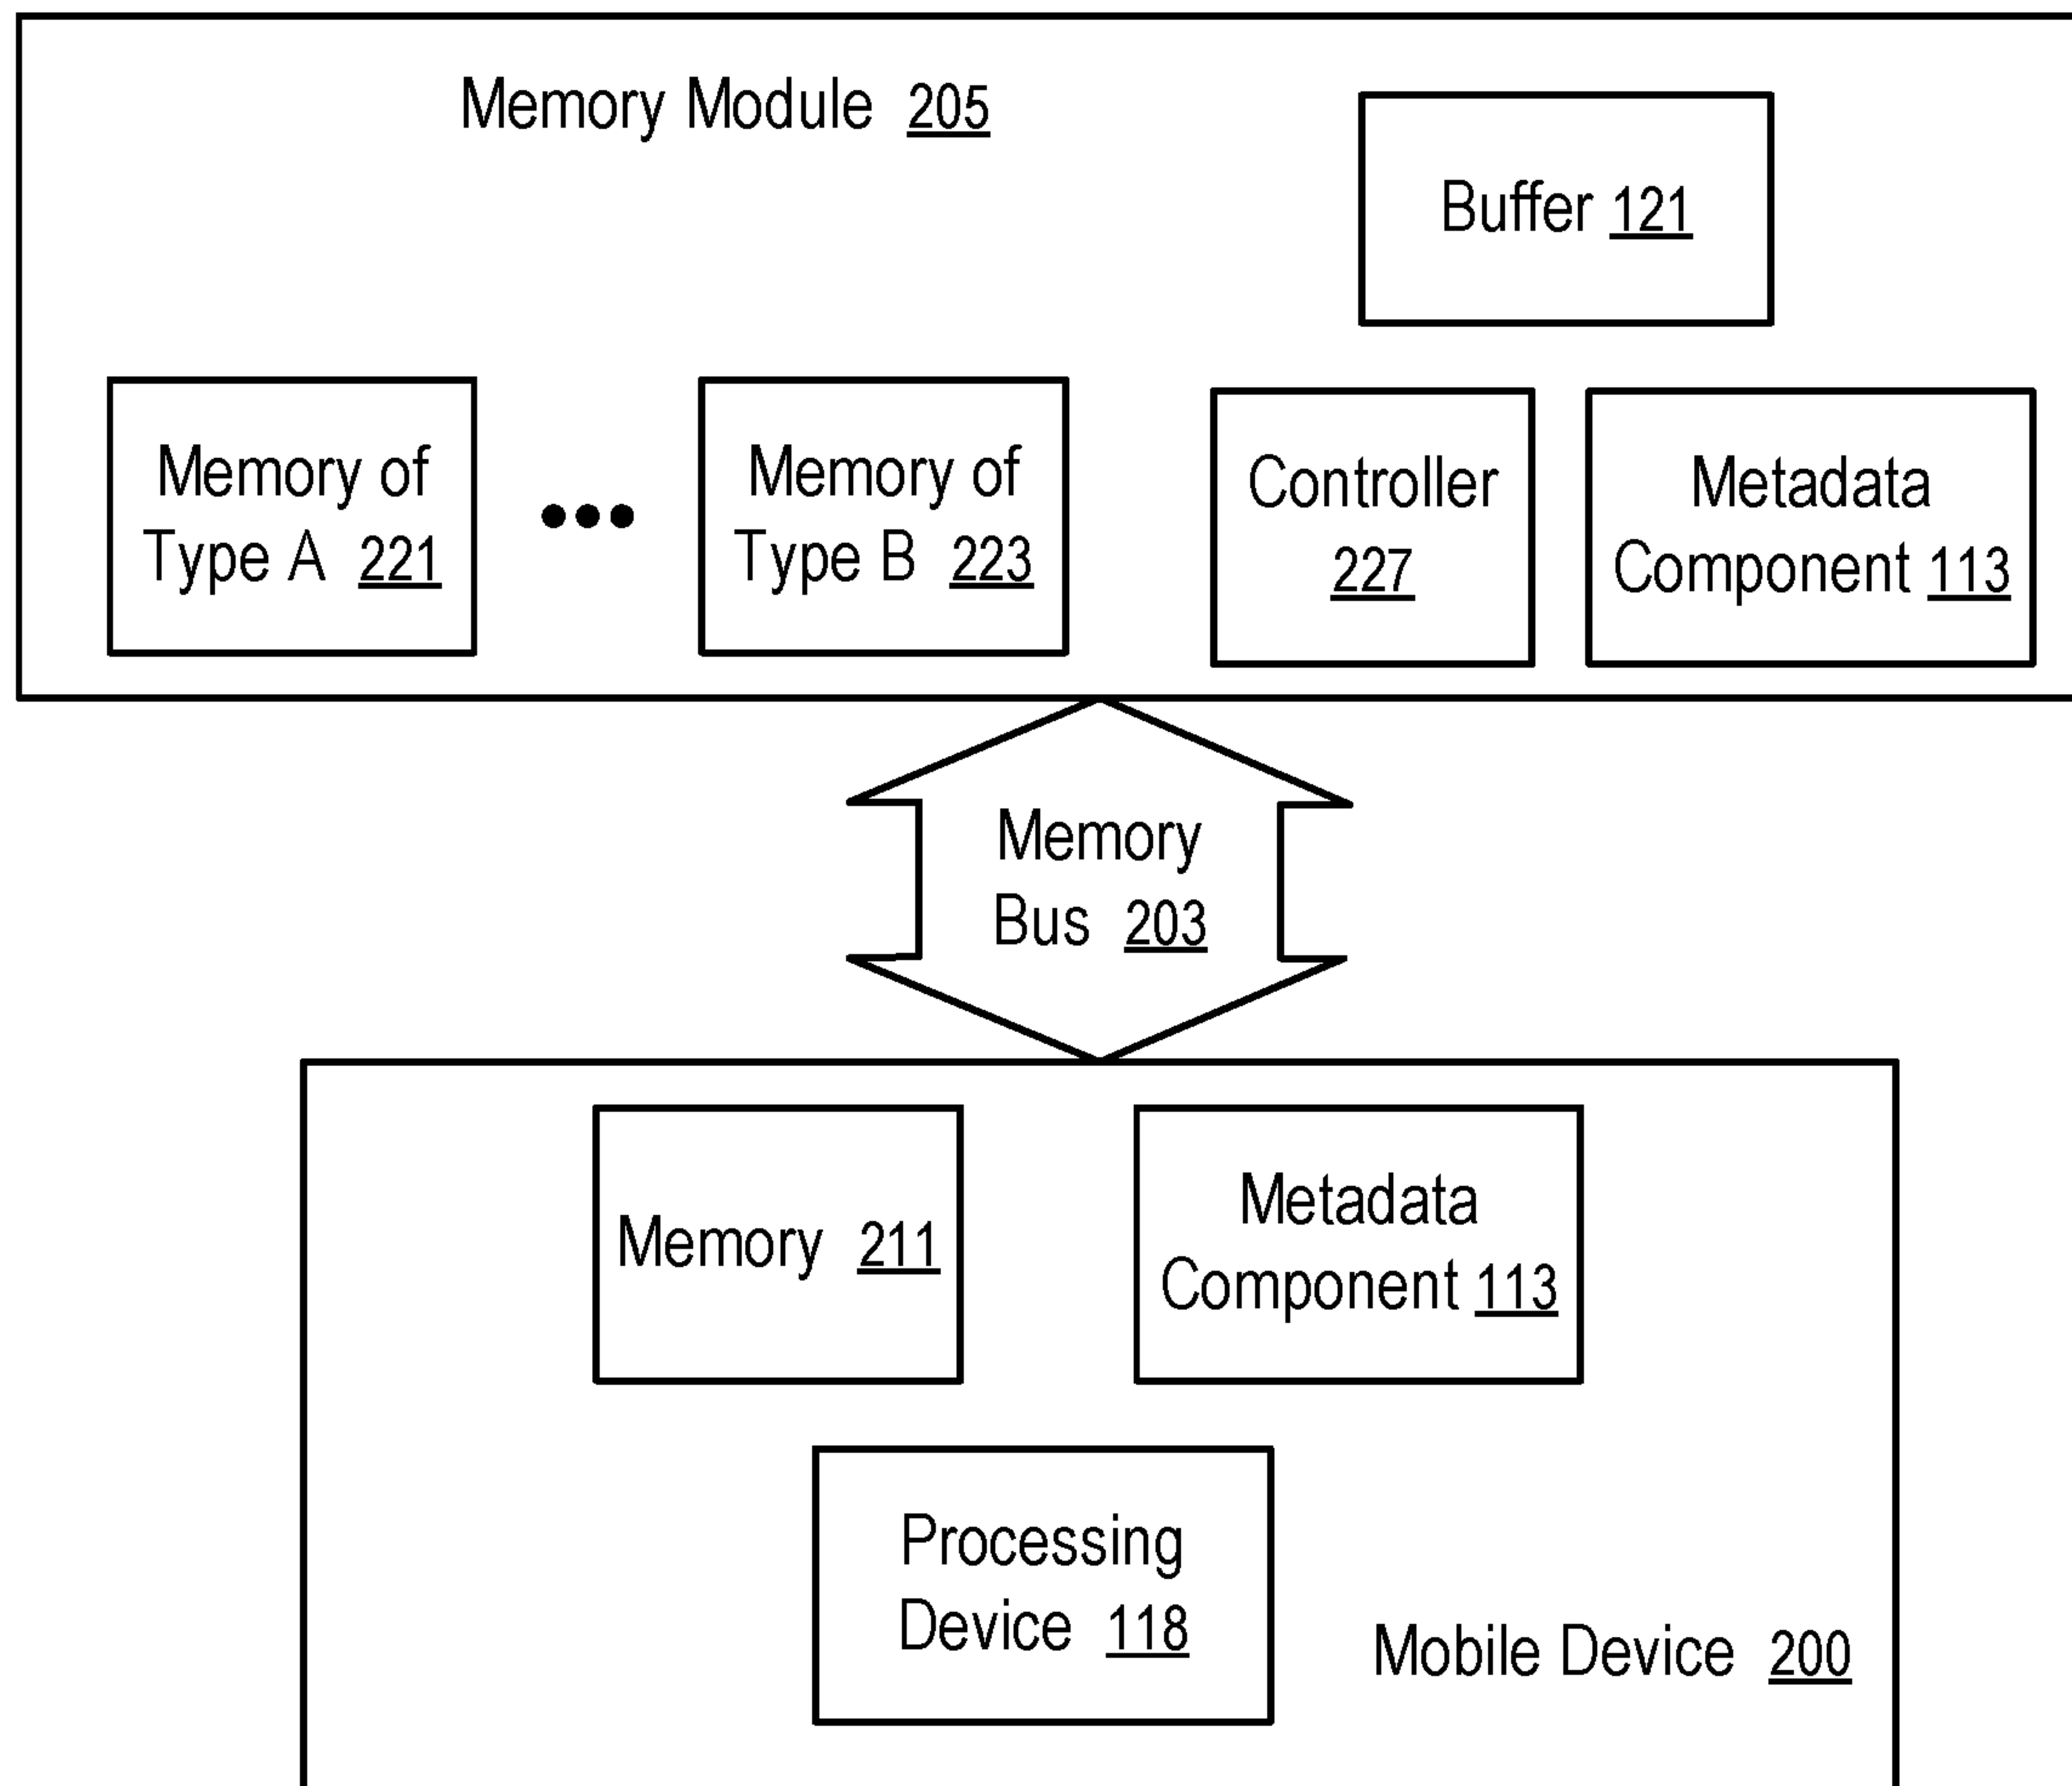 Memory Module 205
Buffer 121
Memory of
Type A 221
Memory of
Type B 223
Controller
227
Metadata
Component 113
Memory
Bus 203
Memory 211
Metadata
Component 113
Processing
Device 118
Mobile Device 200